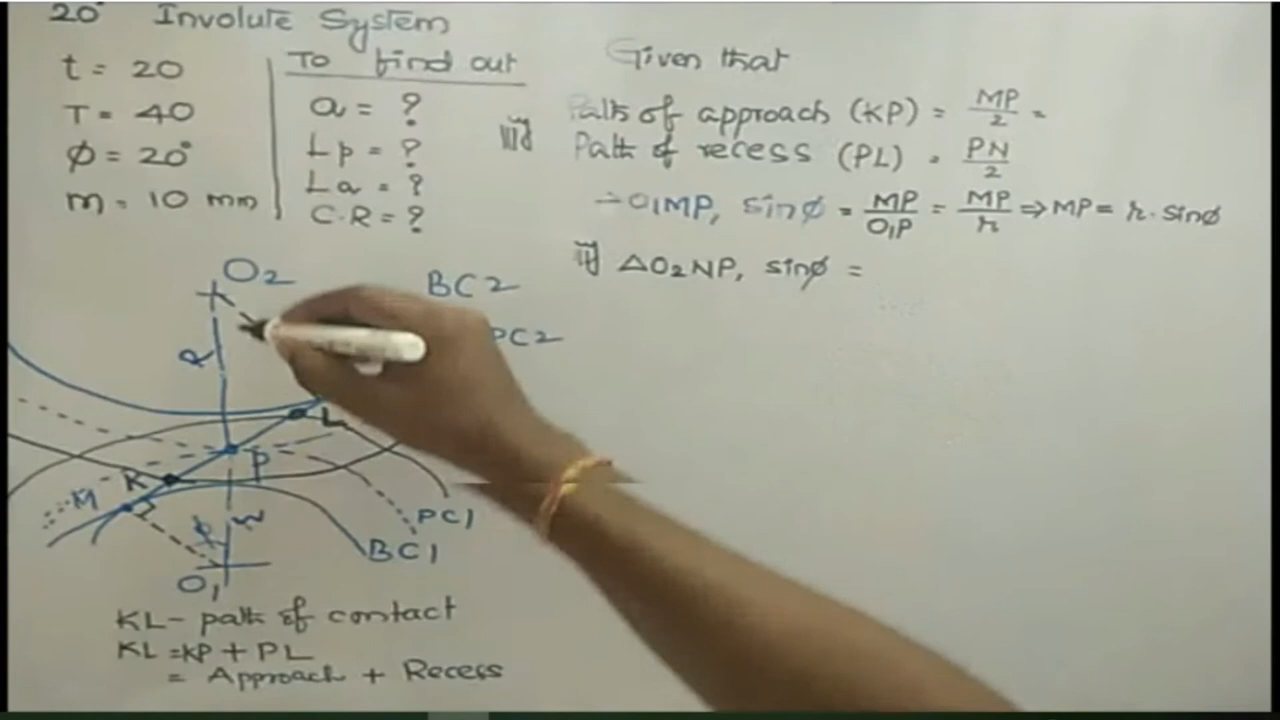 20° Involute System
t = 20
T = 40
φ = 20°
m = 10 mm
To find out
a = ?
Lp = ?
La = ?
C.R = ?
Given that
Path of approach (KP) = MP/2 =
iii) Path of recess (PL) = PN/2
O1MP, sinφ = MP/O1P = MP/r ⇒ MP = r. sinφ
ii) ΔO2NP, sinφ =
O2
BC2
R
PC2
L
P
K
M
r
φ
PC1
BC1
O1
KL - path of contact
KL = KP + PL
= Approach + Recess